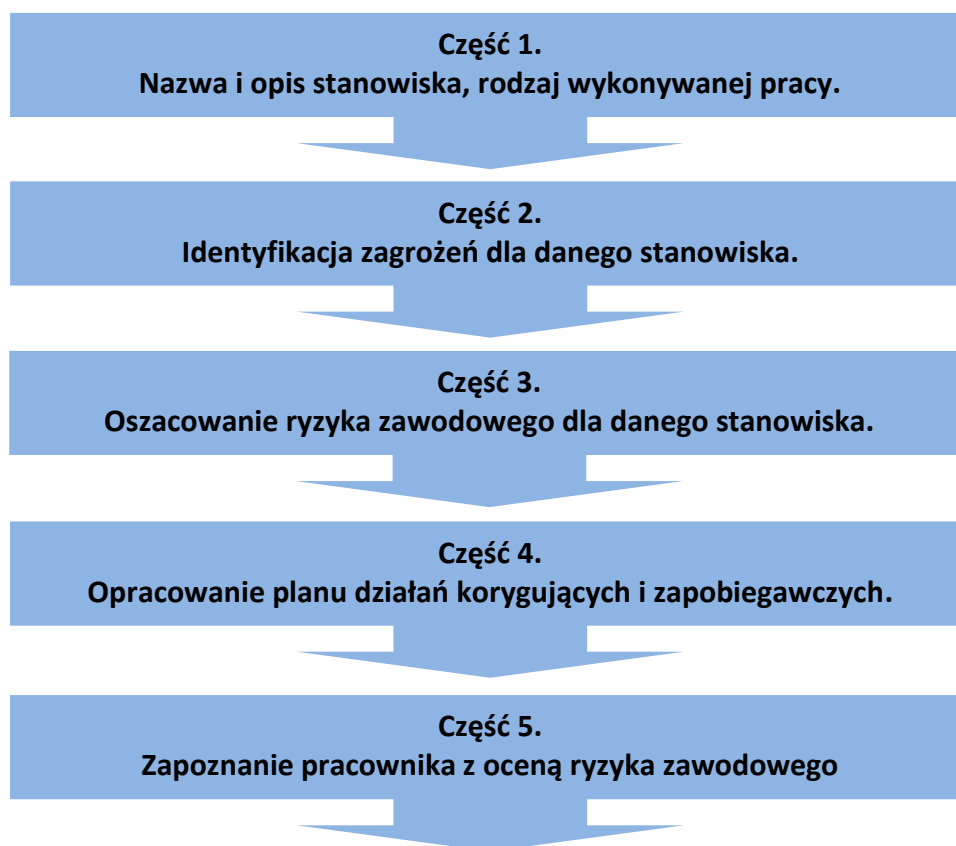 Część 1.
Nazwa i opis stanowiska, rodzaj wykonywanej pracy.
Część 2.
Identyfikacja zagrożeń dla danego stanowiska.
Część 3.
Oszacowanie ryzyka zawodowego dla danego stanowiska.
Część 4.
Opracowanie planu działań korygujących i zapobiegawczych.
Część 5.
Zapoznanie pracownika z oceną ryzyka zawodowego